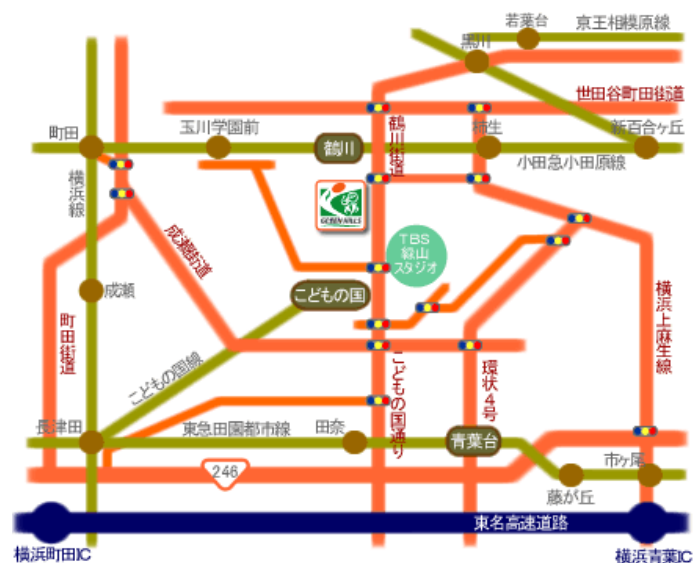 若葉台
京王相模原線
黒川
世田谷町田街道
町田
玉川学園前
鶴川
鶴川街道
柿生
新百合ヶ丘
小田急小田原線
横浜線
GREEN HILLS
TBS
緑山
スタジオ
成瀬街道
成瀬
こどもの国
横浜上麻生線
町田街道
こどもの国線
こどもの国通り
環状4号
長津田
東急田園都市線
田奈
青葉台
市ヶ尾
246
藤が丘
東名高速道路
横浜町田IC
横浜青葉IC